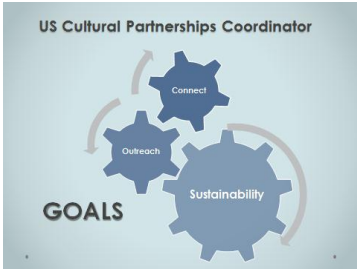 US Cultural Partnerships Coordinator
Connect
Outreach
Sustainability
GOALS